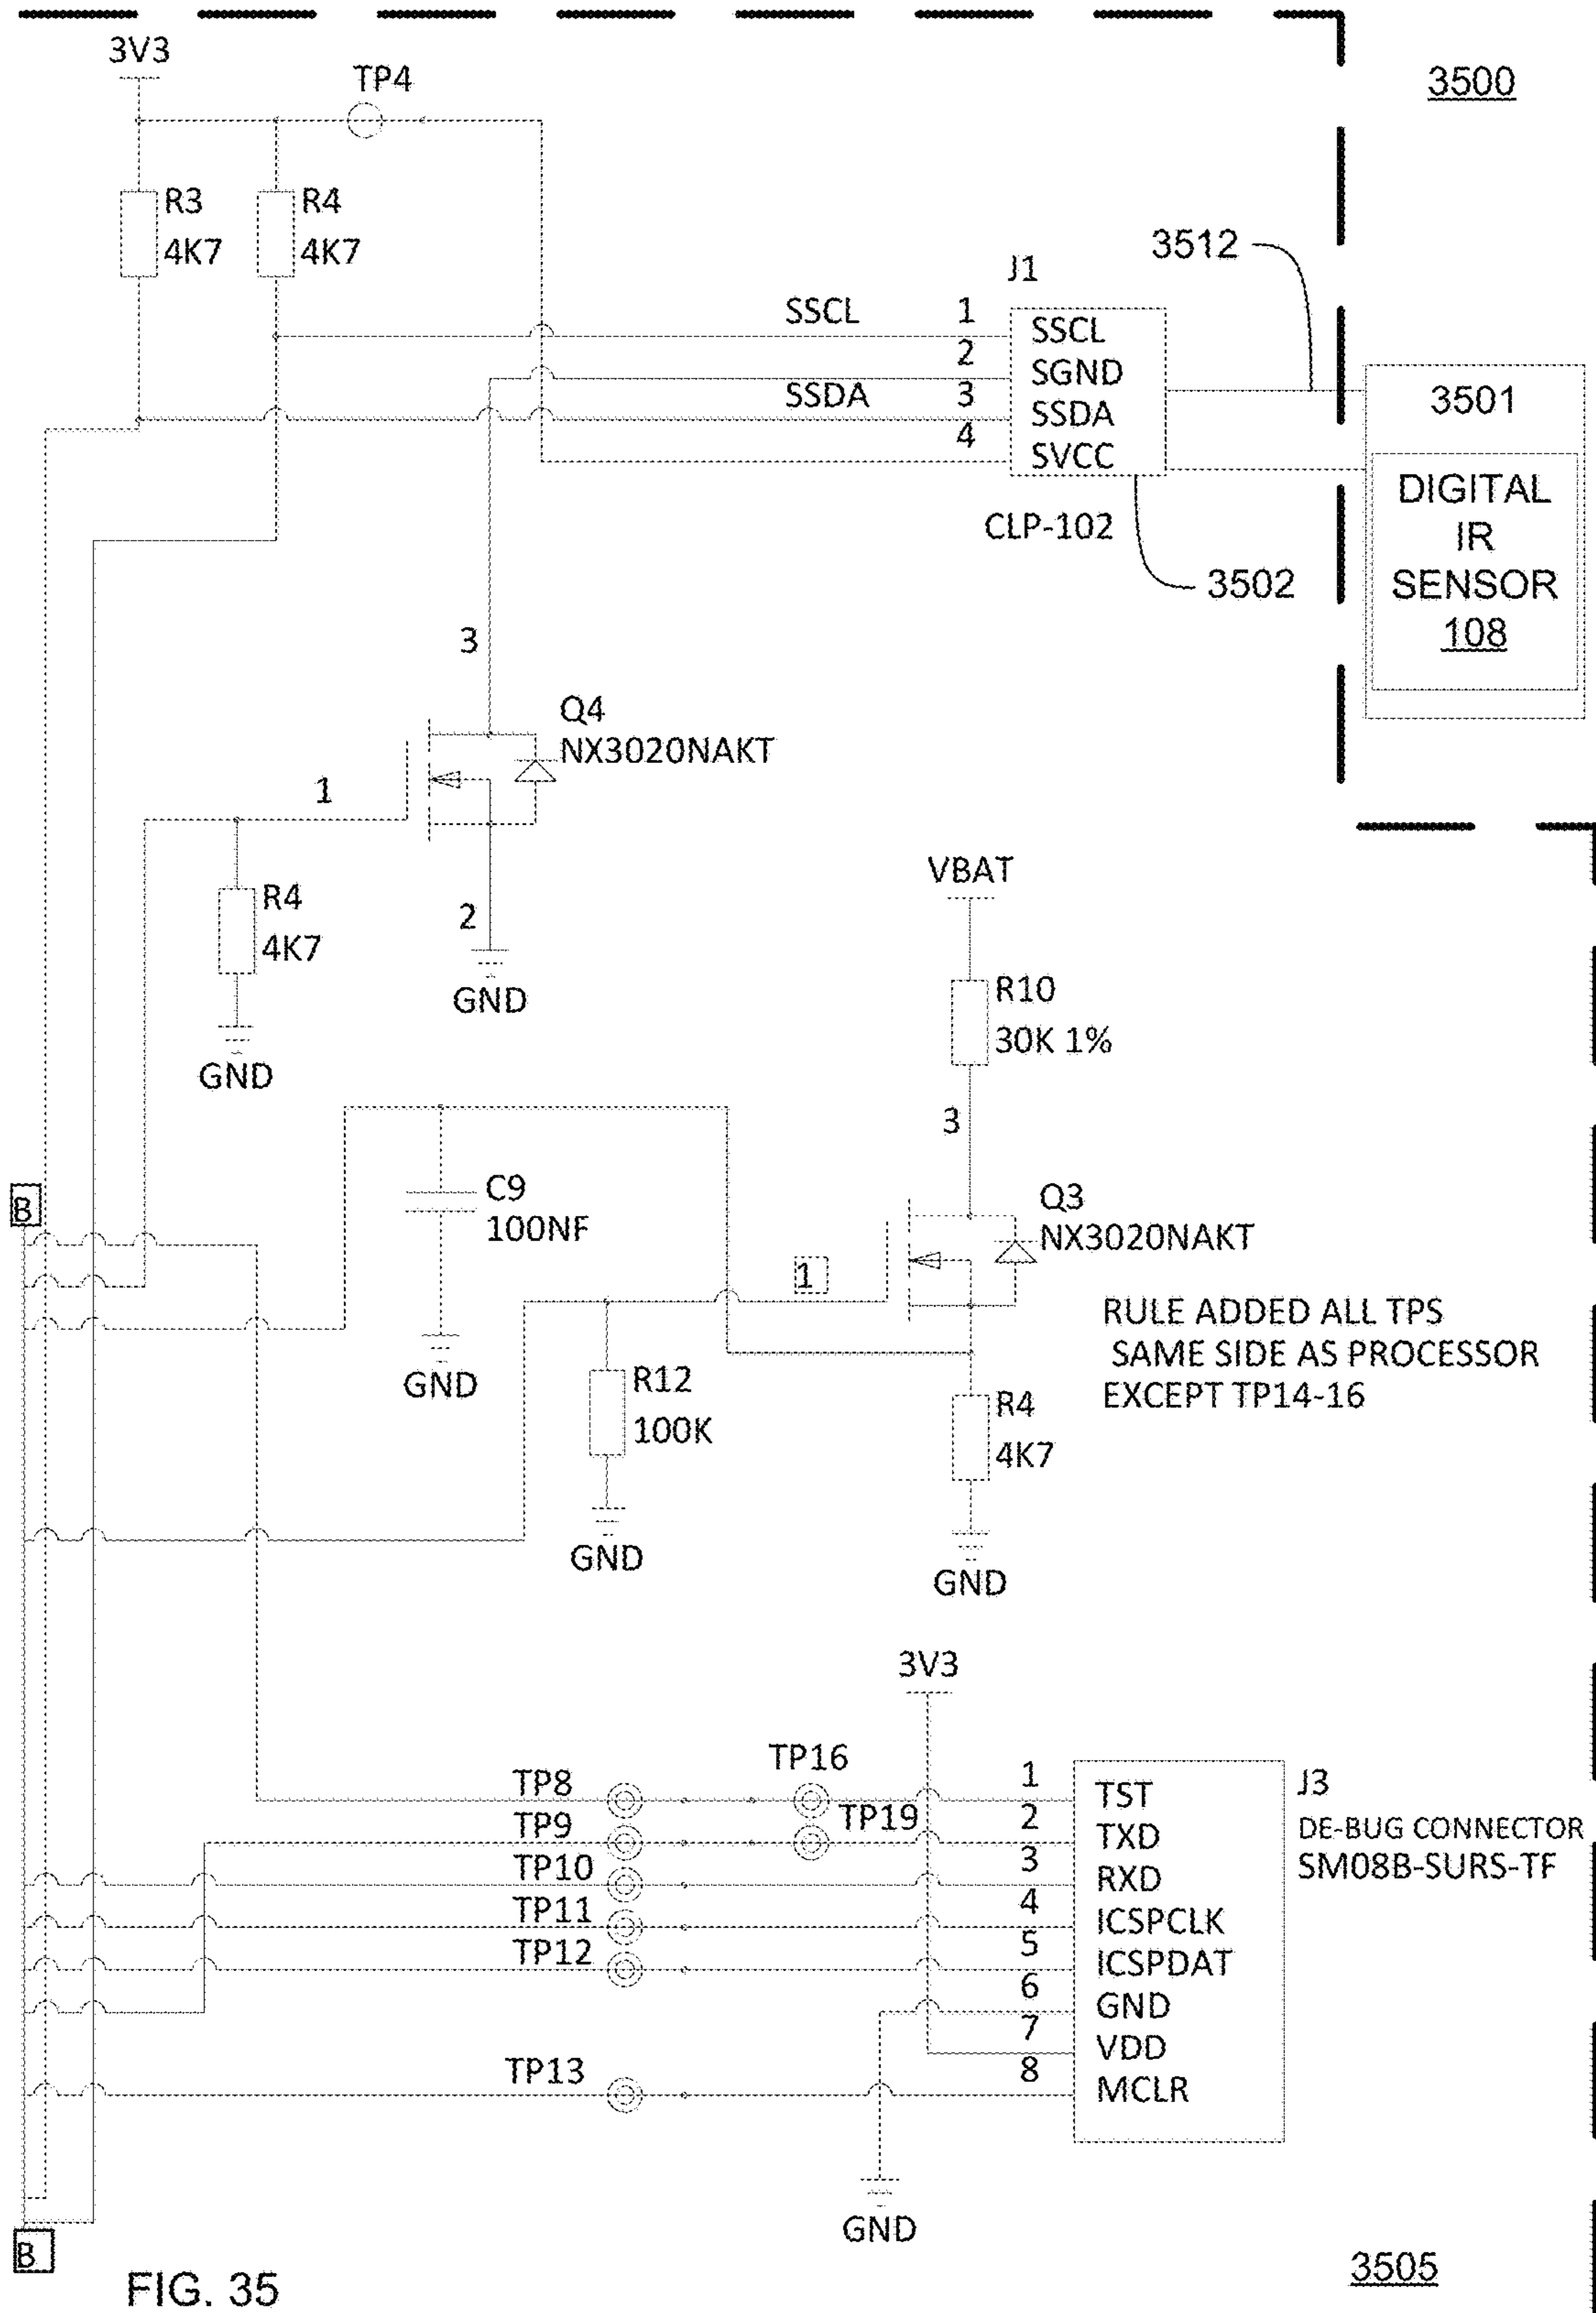 3V3
TP4
3500
R3
4K7
R4
4K7
3512
J1
SSCL
1
SSCL
2
SGND
SSDA
3
SSDA
4
SVCC
3501
DIGITAL
IR
SENSOR
108
CLP-102
3502
3
Q4
NX3020NAKT
1
R4
4K7
2
GND
GND
VBAT
R10
30K 1%
3
B
C9
100NF
Q3
NX3020NAKT
1
RULE ADDED ALL TPS
SAME SIDE AS PROCESSOR
EXCEPT TP14-16
GND
R12
100K
R4
4K7
GND
GND
3V3
TP8
TP16
1
TST
J3
TP9
TP19
2
TXD
DE-BUG CONNECTOR
TP10
3
RXD
SM08B-SURS-TF
TP11
4
ICSPCLK
TP12
5
ICSPDAT
6
GND
7
VDD
TP13
8
MCLR
GND
B
3505
FIG. 35